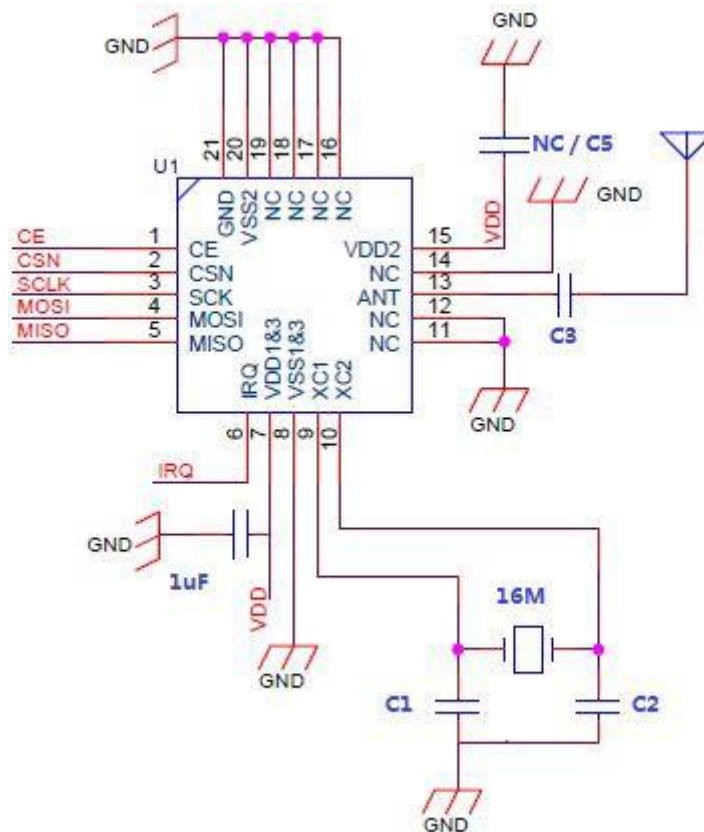 GND
GND
NC / C5
21
20
19
18
17
16
U1
GND
VSS2
NC
NC
NC
NC
GND
VDD
CE
1
CE
VDD2
15
CSN
2
CSN
NC
14
SCLK
3
SCK
ANT
13
MOSI
4
MOSI
NC
12
C3
MISO
5
MISO
NC
11
IRQ
VDD1&3
VSS1&3
XC1
XC2
GND
6
7
8
9
10
IRQ
GND
1uF
VDD
16M
GND
C1
C2
GND